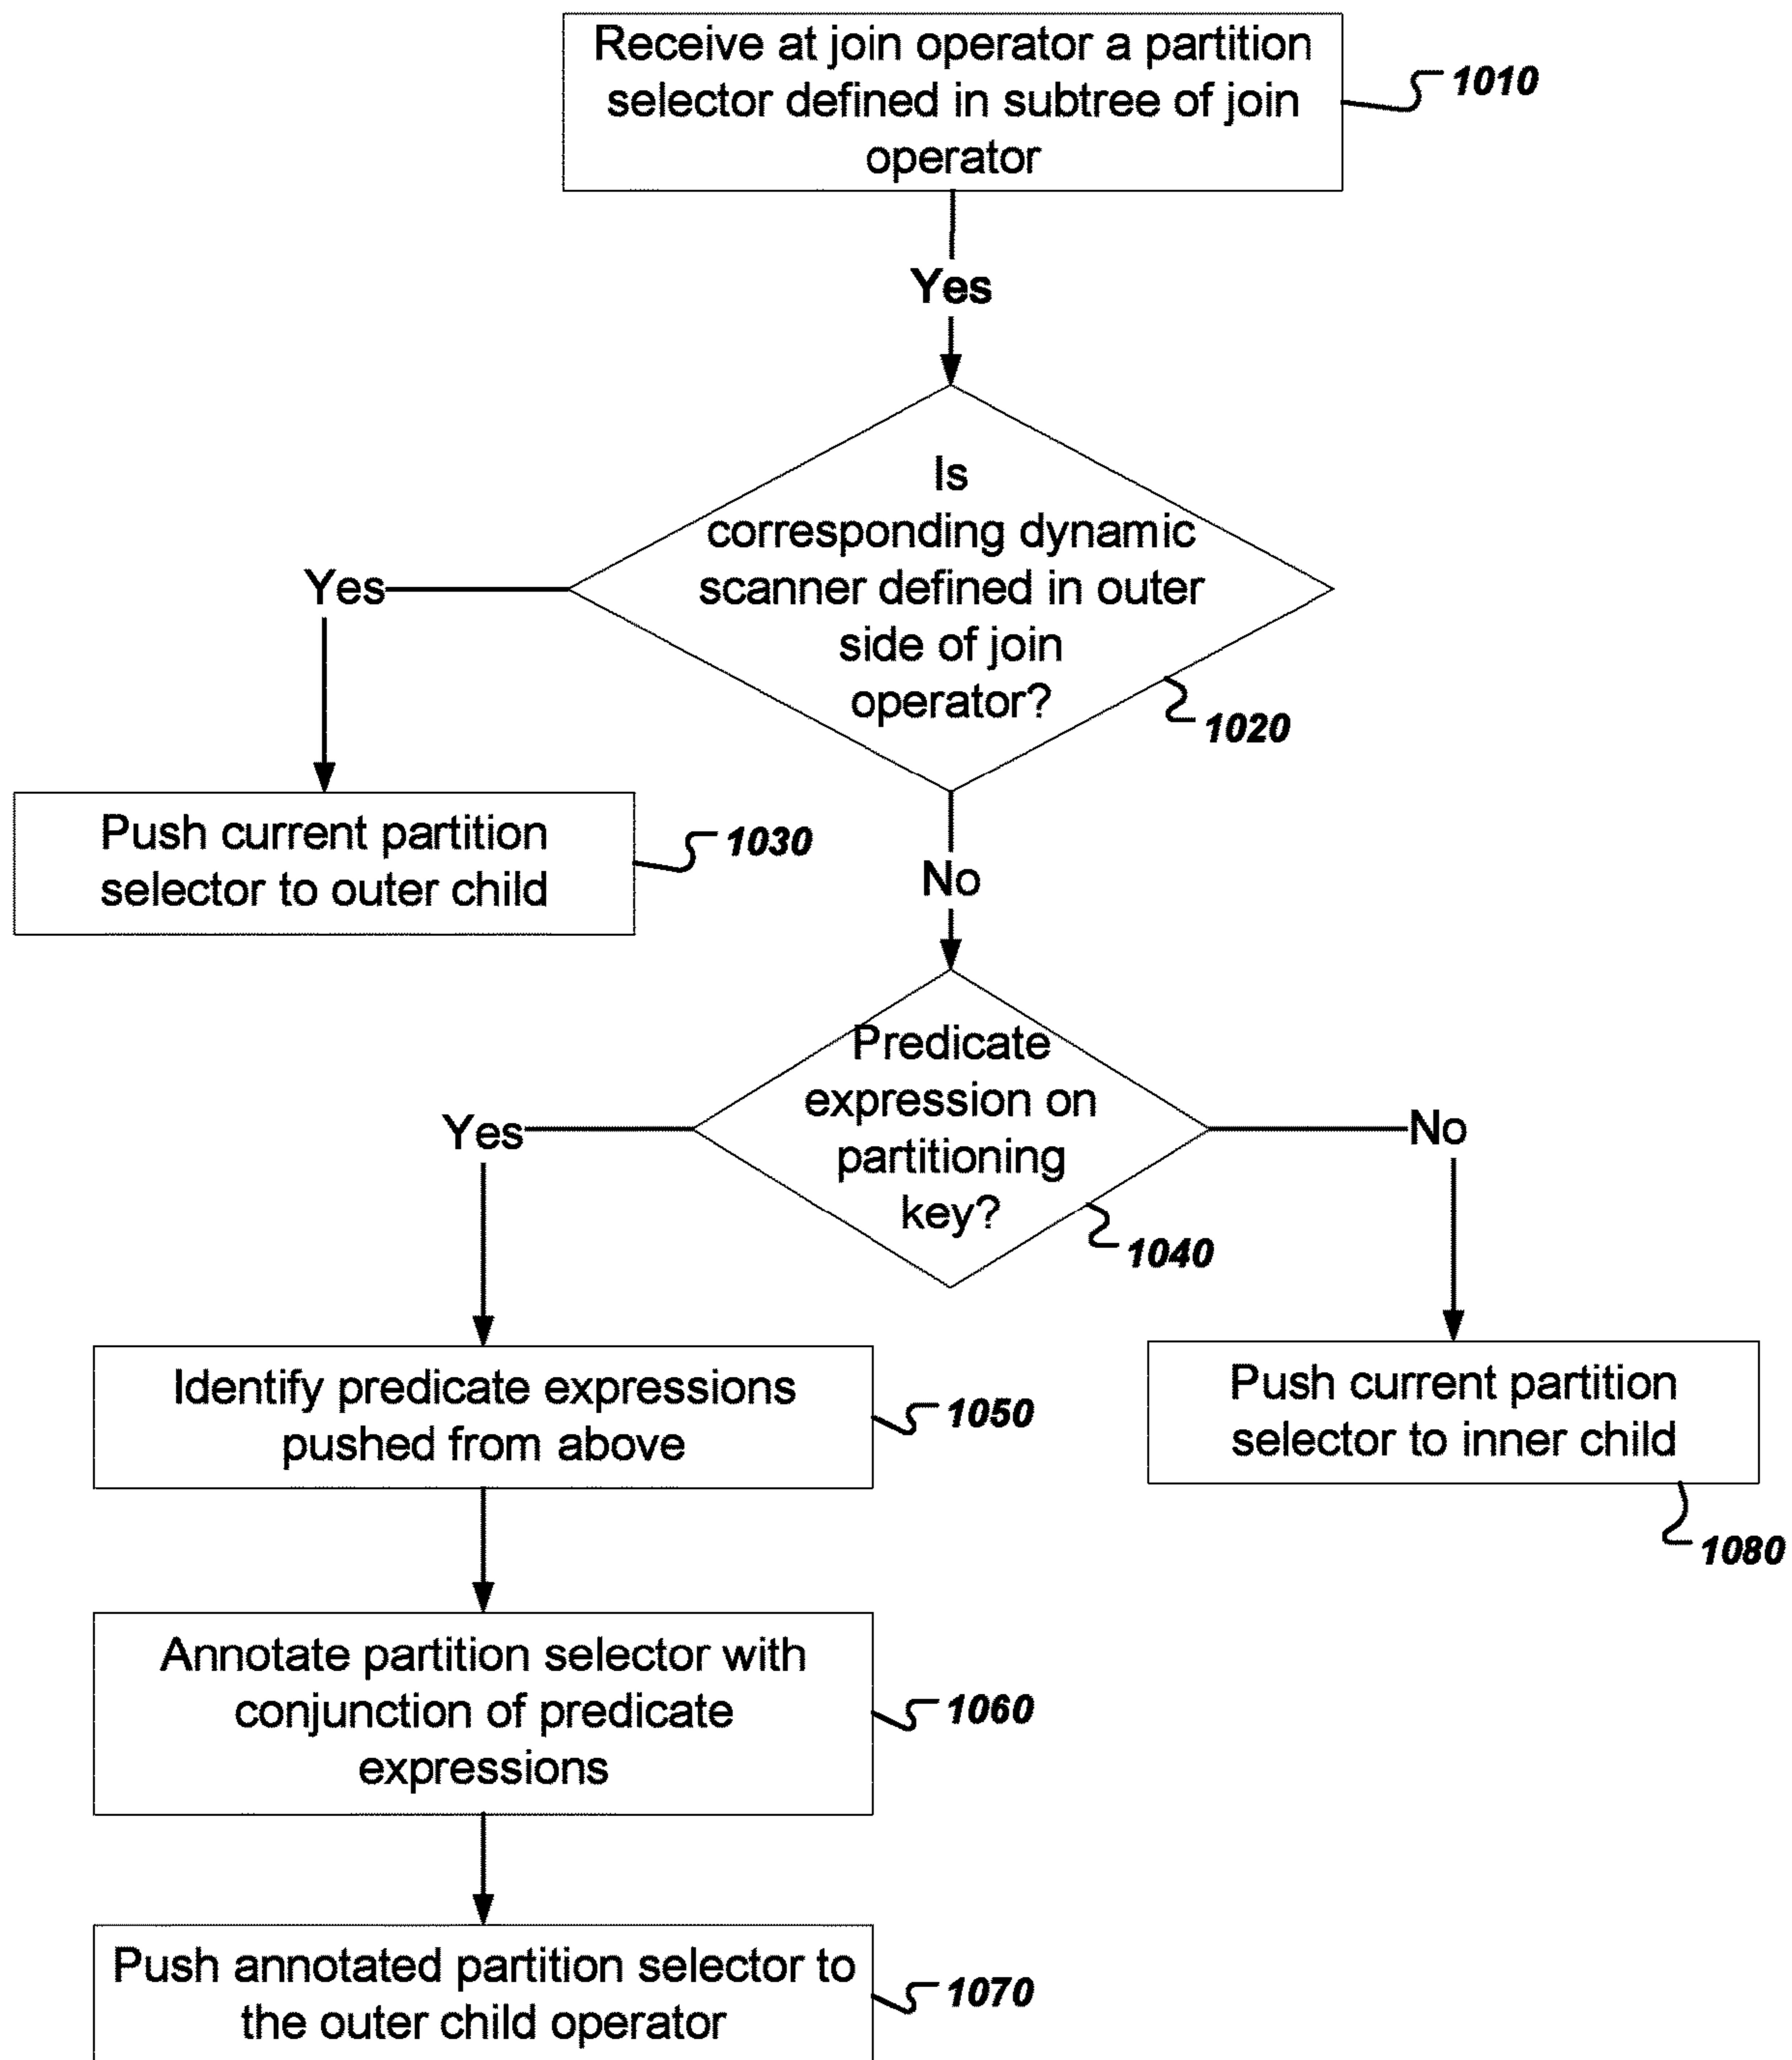 Receive at join operator a partition
selector defined in subtree of join
operator
1010
Yes
Is
corresponding dynamic
scanner defined in outer
side of join
operator?
1020
Yes
Push current partition
selector to outer child
1030
No
Predicate
expression on
partitioning
key?
1040
Yes
No
Identify predicate expressions
pushed from above
1050
Push current partition
selector to inner child
1080
Annotate partition selector with
conjunction of predicate
expressions
1060
Push annotated partition selector to
the outer child operator
1070